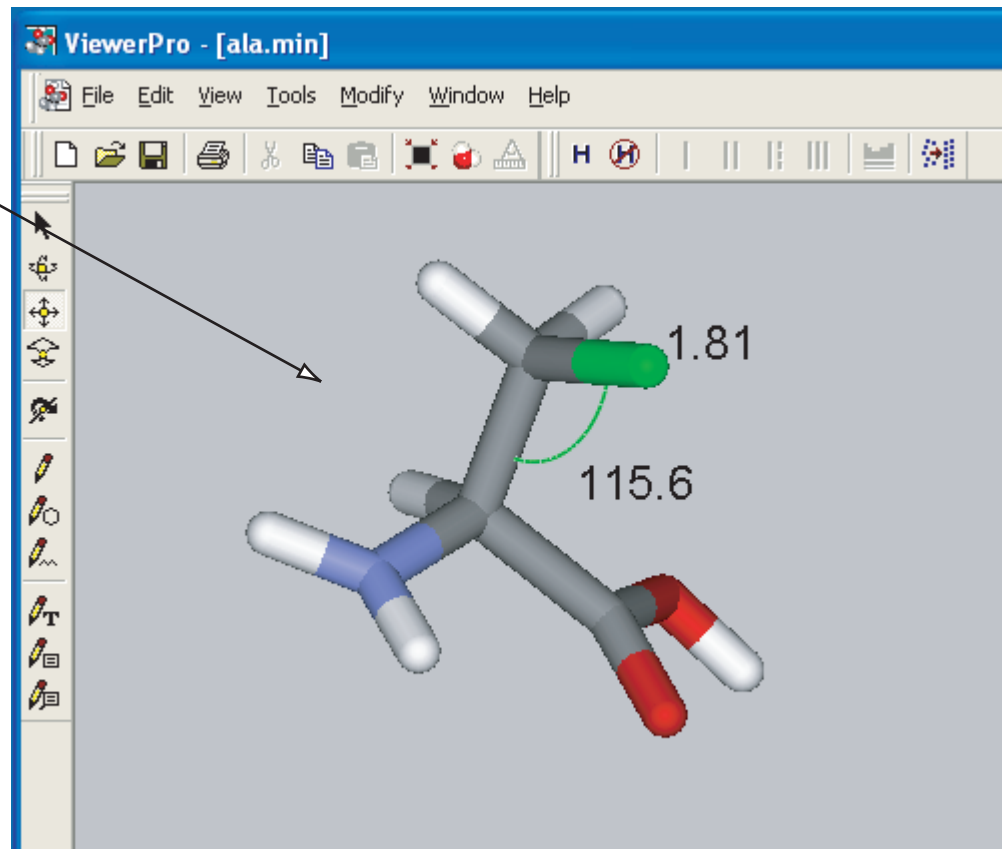 ViewerPro - [ala.min]
File Edit View Tools Modify Window Help
H H
1.81
115.6
T